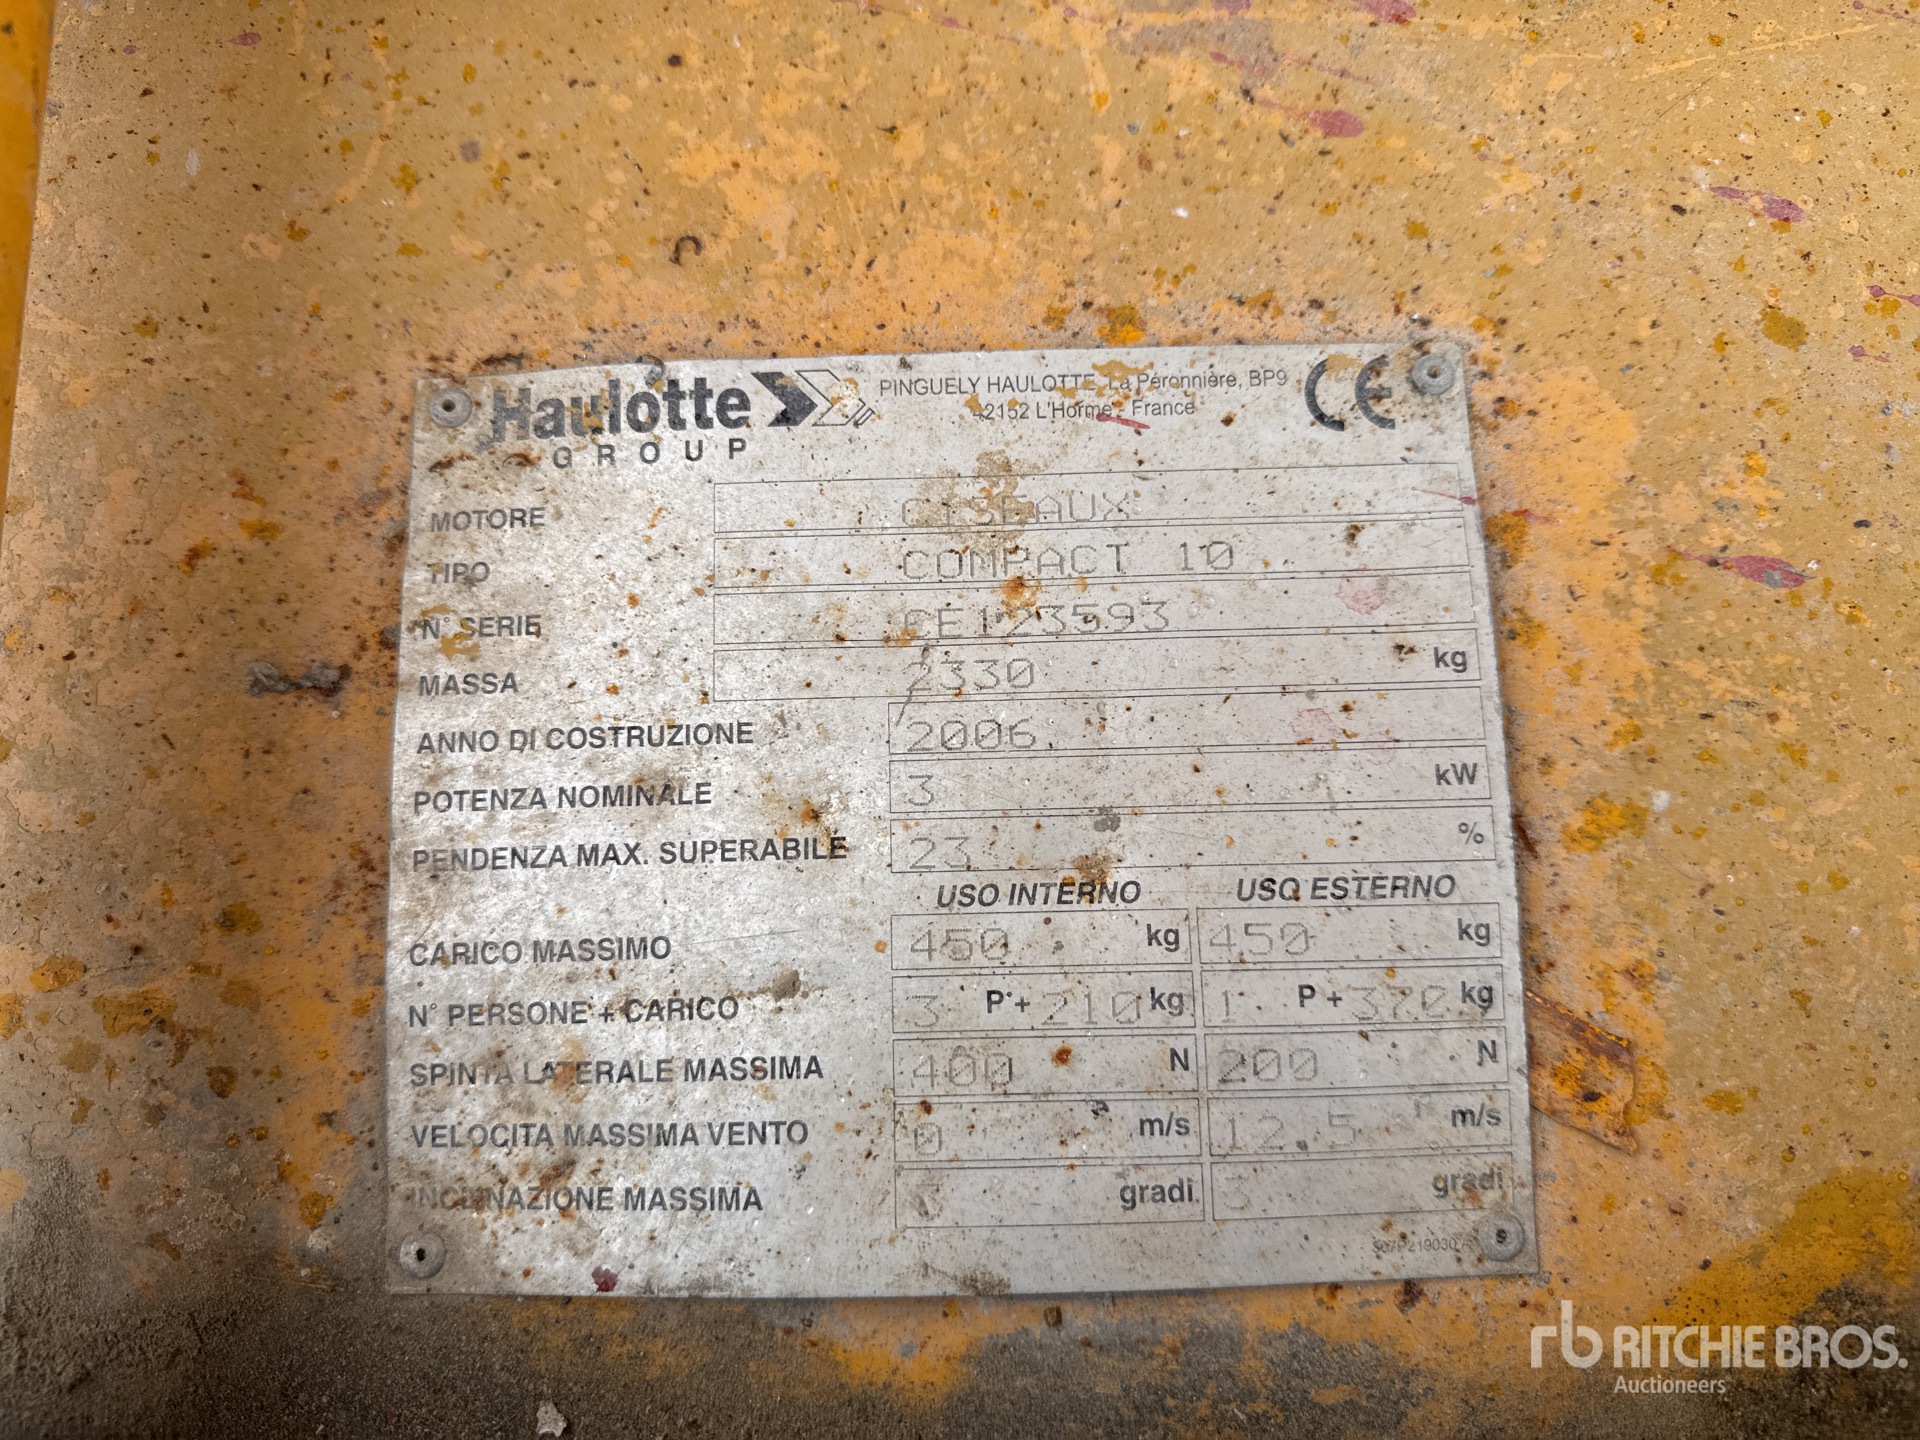 Haulotte
GROUP
PINGUELY HAULOTTE La Péronnière, BP9
42152 L'Horme - France
CE
MOTORE CISEAUX
TIPO COMPACT 10
N° SERIE CE123593
MASSA 2330 kg
ANNO DI COSTRUZIONE 2006
POTENZA NOMINALE 3 kW
PENDENZA MAX. SUPERABILE 23 %
USO INTERNO USO ESTERNO
CARICO MASSIMO 450 kg 450 kg
N° PERSONE + CARICO 3 P + 210 kg 1 P + 370 kg
SPINTA LATERALE MASSIMA 400 N 200 N
VELOCITA MASSIMA VENTO 0 m/s 12.5 m/s
INCLINAZIONE MASSIMA 3 gradi 3 gradi
S
rb RITCHIE BROS.
Auctioneers